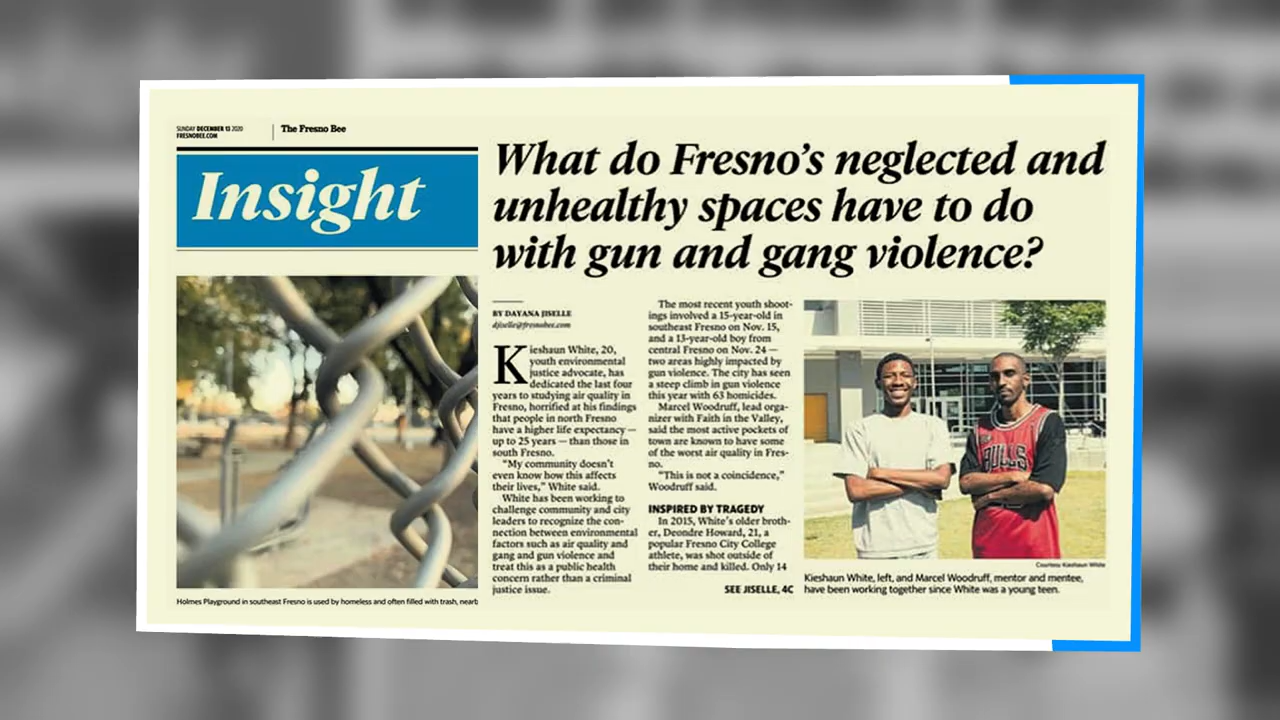 SUNDAY DECEMBER 13 2020
FRESNOBEE.COM
The Fresno Bee
Insight
What do Fresno's neglected and
unhealthy spaces have to do
with gun and gang violence?
BY DAYANA JISELLE
djiselle@fresnobee.com
Kieshaun White, 20,
youth environmental
justice advocate, has
dedicated the last four
years to studying air quality in
Fresno, horrified at his findings
that people in north Fresno
have a higher life expectancy —
up to 25 years — than those in
south Fresno.
“My community doesn’t
even know how this affects
their lives,” White said.
White has been working to
challenge community and city
leaders to recognize the con-
nection between environmental
factors such as air quality and
gang and gun violence and
treat this as a public health
concern rather than a criminal
justice issue.
The most recent youth shoot-
ings involved a 15-year-old in
southeast Fresno on Nov. 15,
and a 13-year-old boy from
central Fresno on Nov. 24 —
two areas highly impacted by
gun violence. The city has seen
a steep climb in gun violence
this year with 63 homicides.
Marcel Woodruff, lead orga-
nizer with Faith in the Valley,
said the most active pockets of
town are known to have some
of the worst air quality in Fres-
no.
“This is not a coincidence,”
Woodruff said.
INSPIRED BY TRAGEDY
In 2015, White’s older broth-
er, Deondre Howard, 21, a
popular Fresno City College
athlete, was shot outside of
their home and killed. Only 14
SEE JISELLE, 4C
BULLS
Courtesy Kieshaun White
Kieshaun White, left, and Marcel Woodruff, mentor and mentee,
have been working together since White was a young teen.
Holmes Playground in southeast Fresno is used by homeless and often filled with trash, nearb